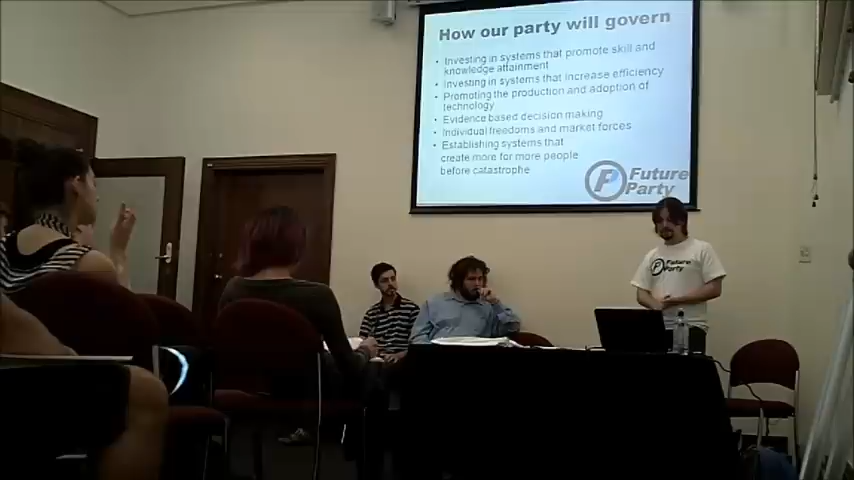 How our party will govern
• Investing in systems that promote skill and
knowledge attainment
• Investing in systems that increase efficiency
• Promoting the production and adoption of
technology
• Evidence based decision making
• Individual freedoms and market forces
• Establishing systems that
create more for more people
before catastrophe
F Future
Party
F Future
Party